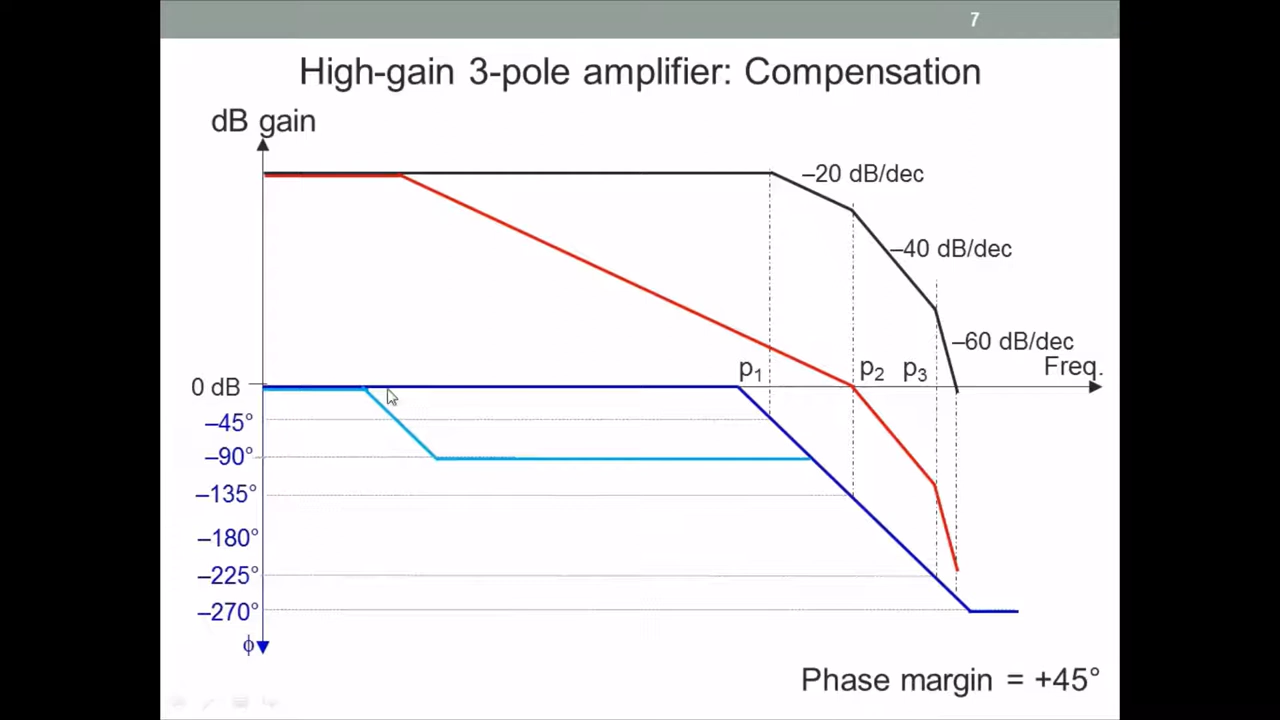 7
High-gain 3-pole amplifier: Compensation
dB gain
–20 dB/dec
–40 dB/dec
–60 dB/dec
p1 p2 p3 Freq.
0 dB
–45°
–90°
–135°
–180°
–225°
–270°
ϕ
Phase margin = +45°